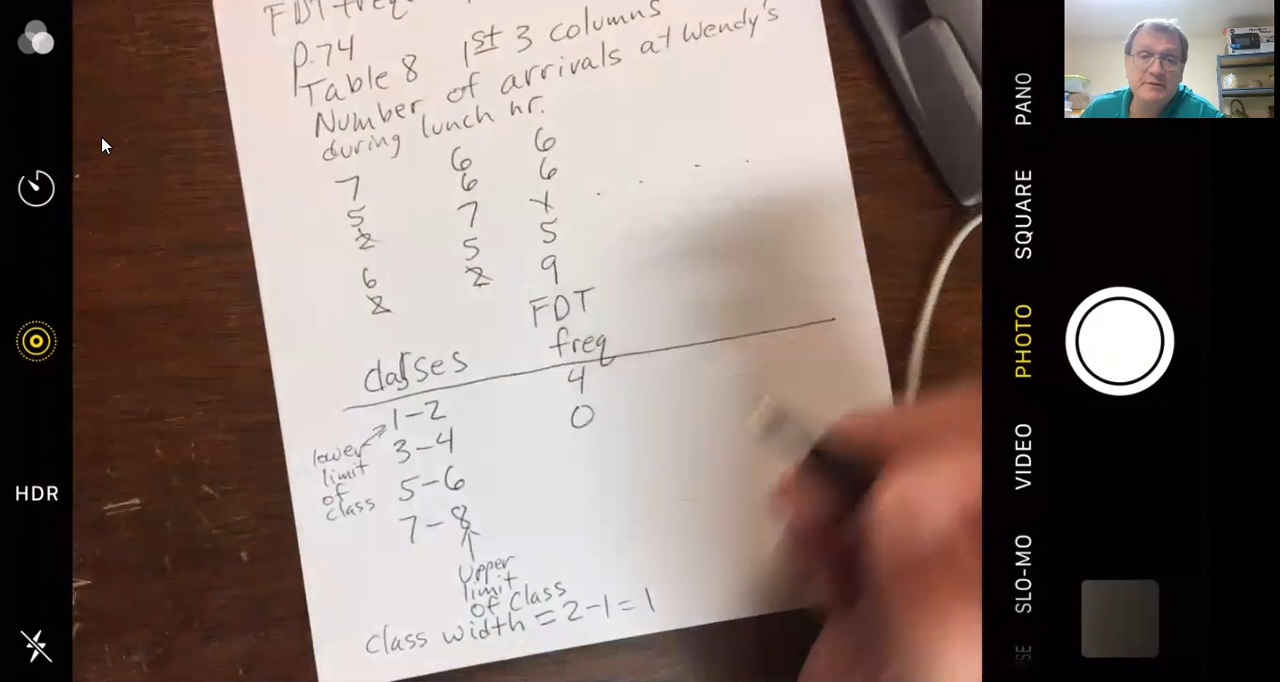 FDT freq
p.74
Table 8 1st 3 columns
Number of arrivals at Wendy's
during lunch hr.
7 6 6
5 6 6
2 7 1
6 5 5
2 2 9
FDT
classes freq
1-2 4
3-4 0
5-6
7-8
lower
limit
of
class
Upper
limit
of Class
class width = 2-1 = 1
HDR
PANO
SQUARE
PHOTO
VIDEO
SLO-MO